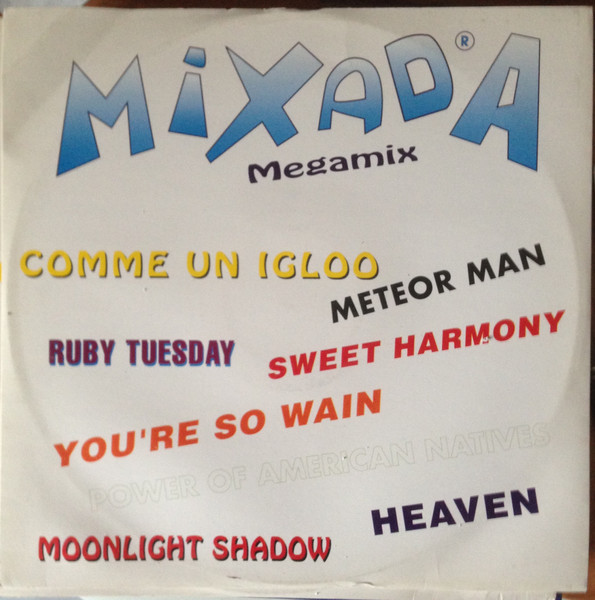 MiXADA®
Megamix
COMME UN IGLOO
METEOR MAN
RUBY TUESDAY
SWEET HARMONY
YOU'RE SO WAIN
POWER OF AMERICAN NATIVES
HEAVEN
MOONLIGHT SHADOW